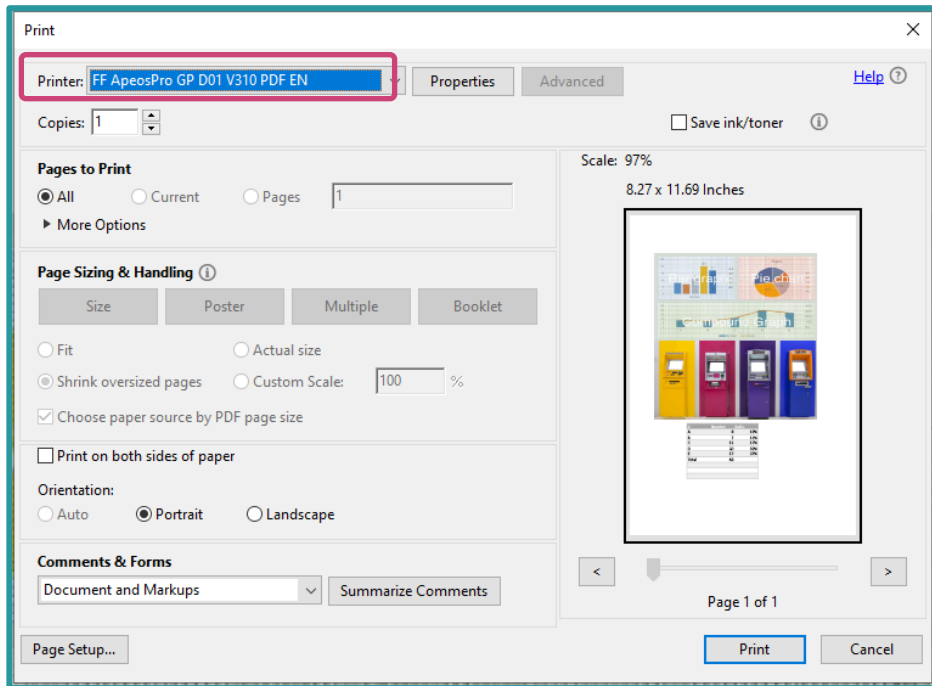 Print
Printer: FF ApeosPro GP D01 V310 PDF EN Properties Advanced Help
Copies: 1 Save ink/toner
Pages to Print
All Current Pages 1
More Options
Scale: 97%
8.27 x 11.69 Inches
Page Sizing & Handling
Size Poster Multiple Booklet
Fit Actual size
Shrink oversized pages Custom Scale: 100 %
Choose paper source by PDF page size
Print on both sides of paper
Orientation:
Auto Portrait Landscape
Comments & Forms
Document and Markups Summarize Comments
Compound Graph
< >
Page 1 of 1
Page Setup... Print Cancel